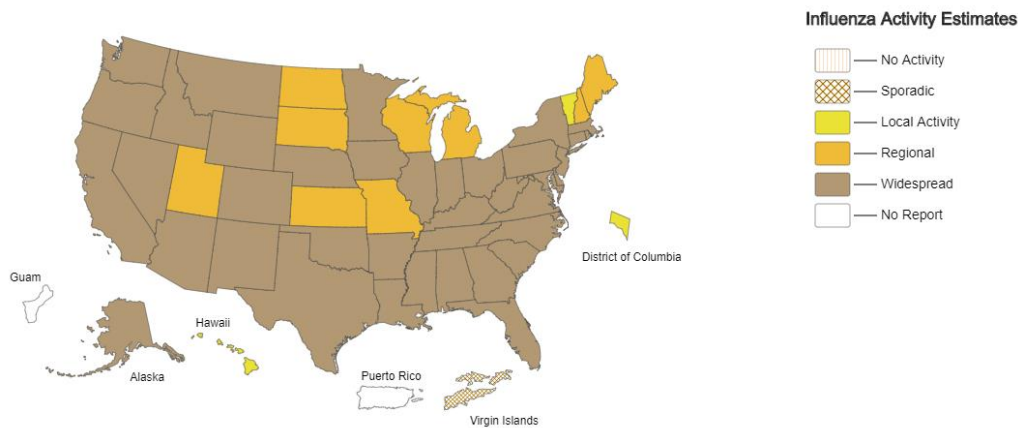 Influenza Activity Estimates
No Activity
Sporadic
Local Activity
Regional
Widespread
No Report
District of Columbia
Guam
Hawaii
Alaska
Puerto Rico
Virgin Islands